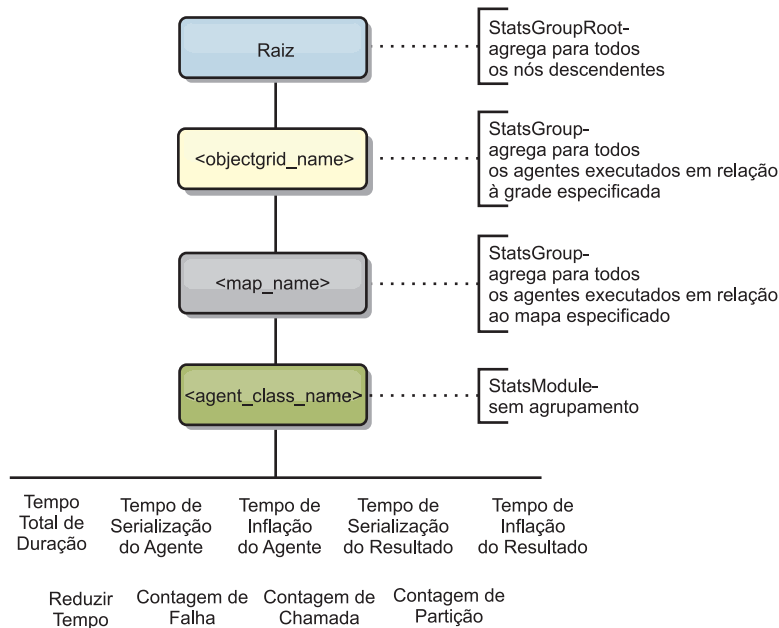 Raiz
StatsGroupRoot-
agrega para todos
os nós descendentes
<objectgrid_name>
StatsGroup-
agrega para todos
os agentes executados em relação
à grade especificada
<map_name>
StatsGroup-
agrega para todos
os agentes executados em relação
ao mapa especificado
<agent_class_name>
StatsModule-
sem agrupamento
Tempo
Total de
Duração
Tempo de
Serialização
do Agente
Tempo de
Inflação
do Agente
Tempo de
Serialização
do Resultado
Tempo de
Inflação
do Resultado
Reduzir
Tempo
Contagem de
Falha
Contagem de
Chamada
Contagem de
Partição